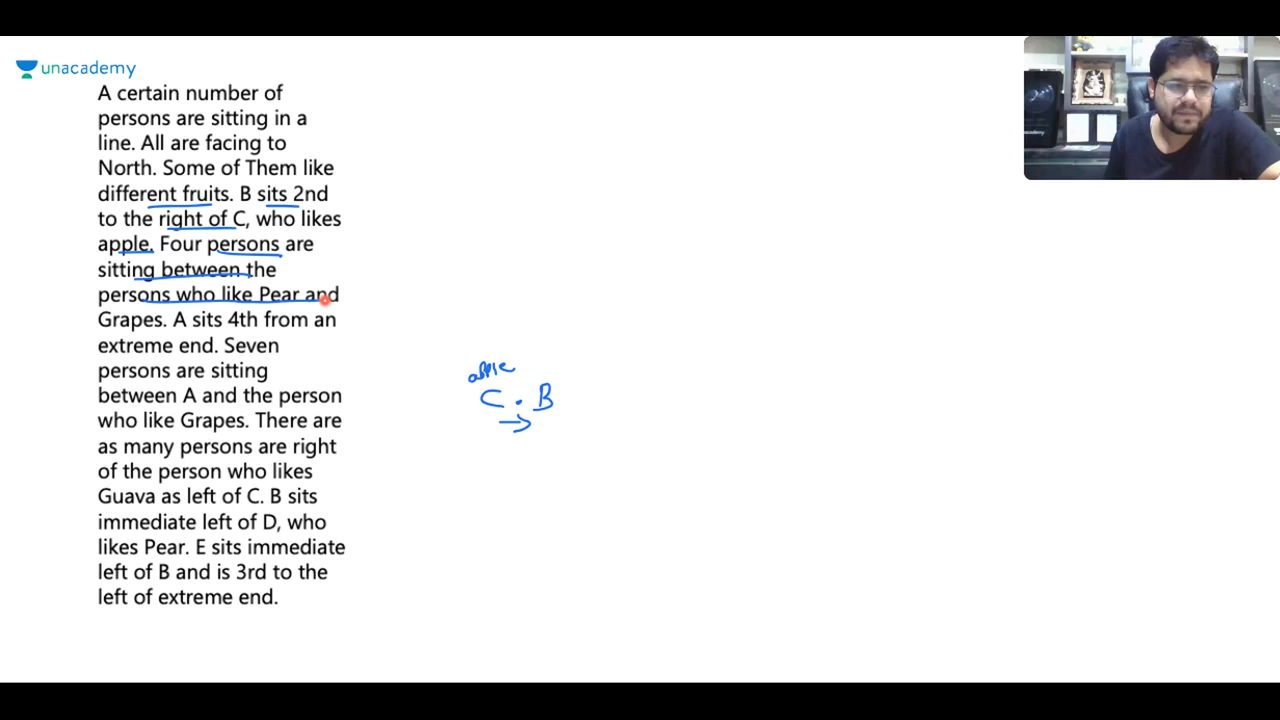 unacademy
A certain number of
persons are sitting in a
line. All are facing to
North. Some of Them like
different fruits. B sits 2nd
to the right of C, who likes
apple. Four persons are
sitting between the
persons who like Pear and
Grapes. A sits 4th from an
extreme end. Seven
persons are sitting
between A and the person
who like Grapes. There are
as many persons are right
of the person who likes
Guava as left of C. B sits
immediate left of D, who
likes Pear. E sits immediate
left of B and is 3rd to the
left of extreme end.
apple
C . B
→